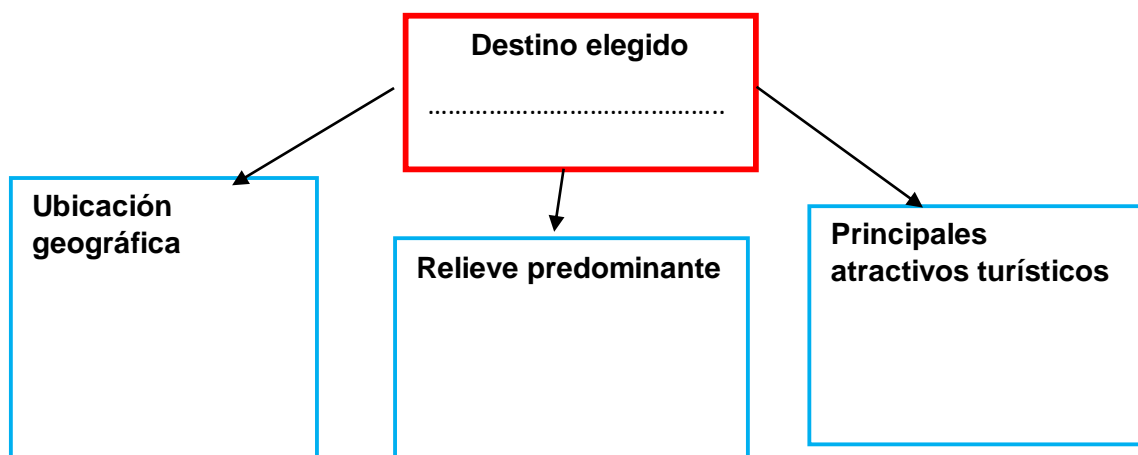 Destino elegido
………………………………………..
Ubicación
geográfica
Relieve predominante
Principales
atractivos turísticos